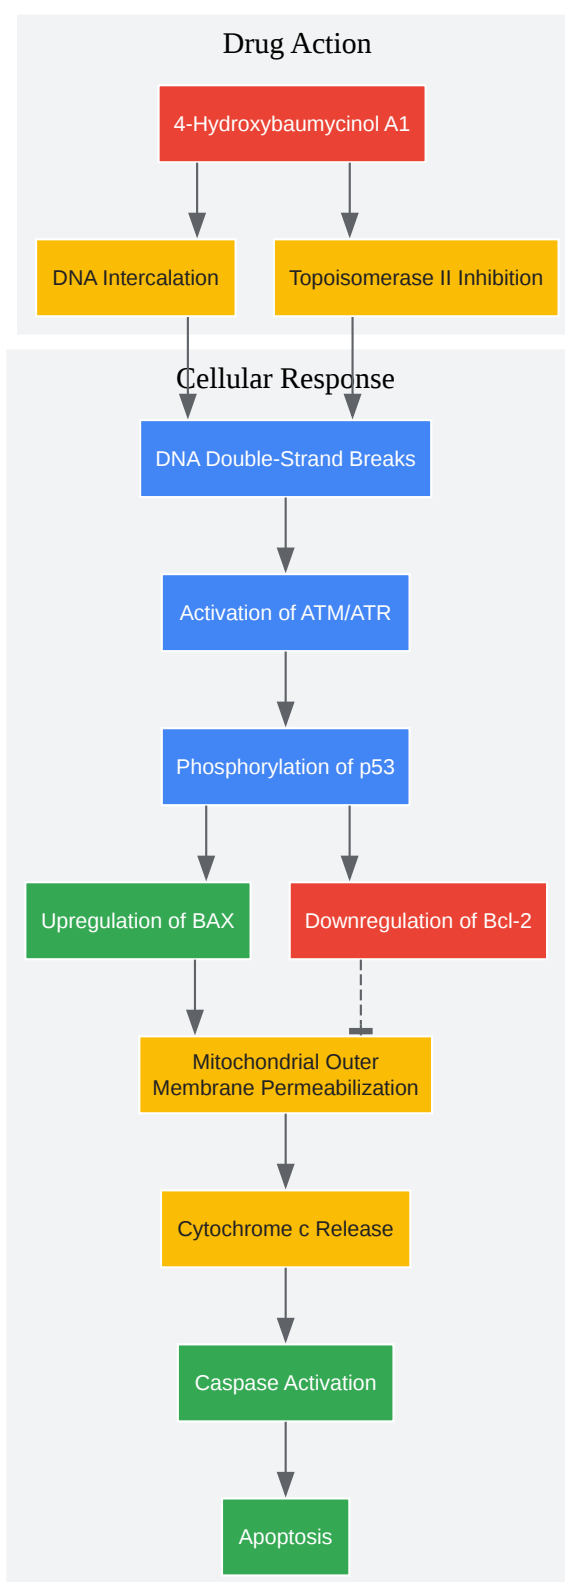 Drug Action
4-Hydroxybaumycinol A1
DNA Intercalation
Topoisomerase II Inhibition
Cellular Response
DNA Double-Strand Breaks
Activation of ATM/ATR
Phosphorylation of p53
Upregulation of BAX
Downregulation of Bcl-2
Mitochondrial Outer
Membrane Permeabilization
Cytochrome c Release
Caspase Activation
Apoptosis